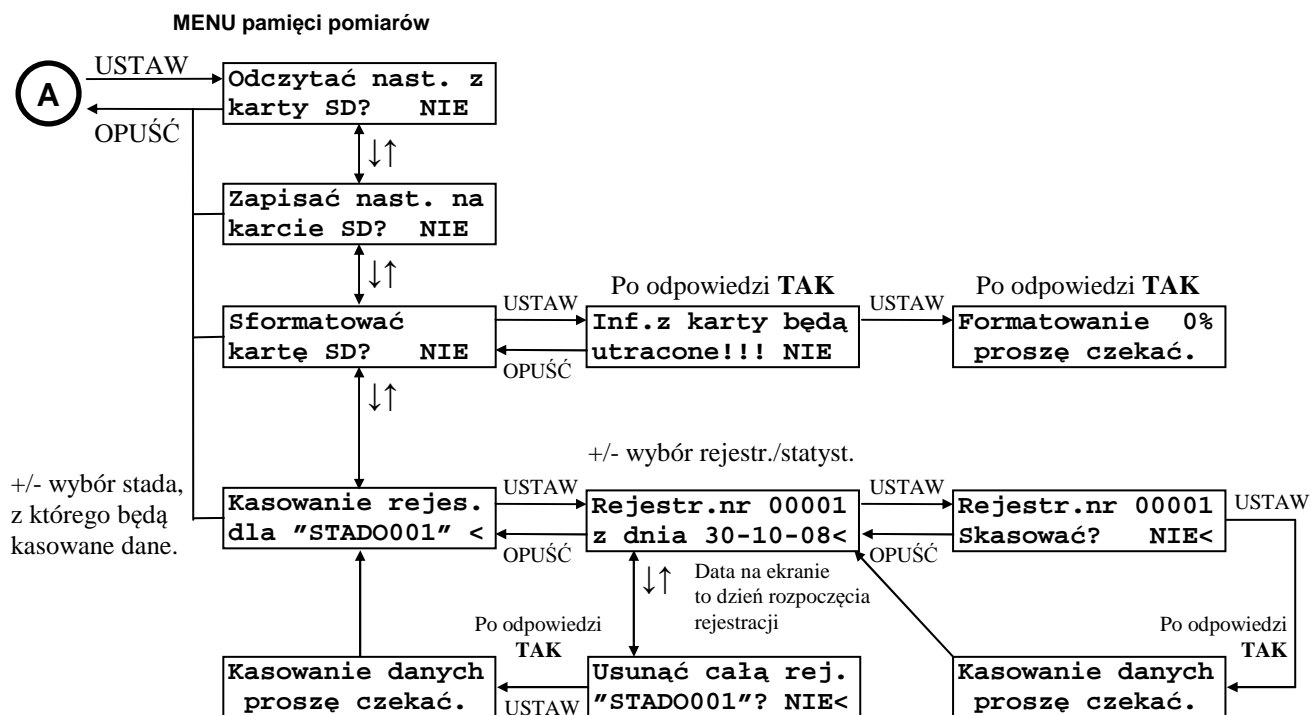 MENU pamięci pomiarów
USTAW
A
OPUŚĆ
Odczytać nast. z
karty SD? NIE
↓↑
Zapisać nast. na
karcie SD? NIE
↓↑
Po odpowiedzi TAK
Po odpowiedzi TAK
Sformatować
kartę SD? NIE
USTAW
OPUŚĆ
Inf.z karty będą
utracone!!! NIE
USTAW
Formatowanie 0%
proszę czekać.
↓↑
+/- wybór rejestr./statyst.
+/- wybór stada,
z którego będą
kasowane dane.
Kasowanie rejes.
dla "STADO001" <
USTAW
OPUŚĆ
Rejestr.nr 00001
z dnia 30-10-08<
USTAW
OPUŚĆ
Rejestr.nr 00001
Skasować? NIE<
USTAW
↓↑
Data na ekranie
to dzień rozpoczęcia
rejestracji
Po odpowiedzi
TAK
Po odpowiedzi
TAK
Kasowanie danych
proszę czekać.
USTAW
Usunąć całą rej.
"STADO001"? NIE<
Kasowanie danych
proszę czekać.